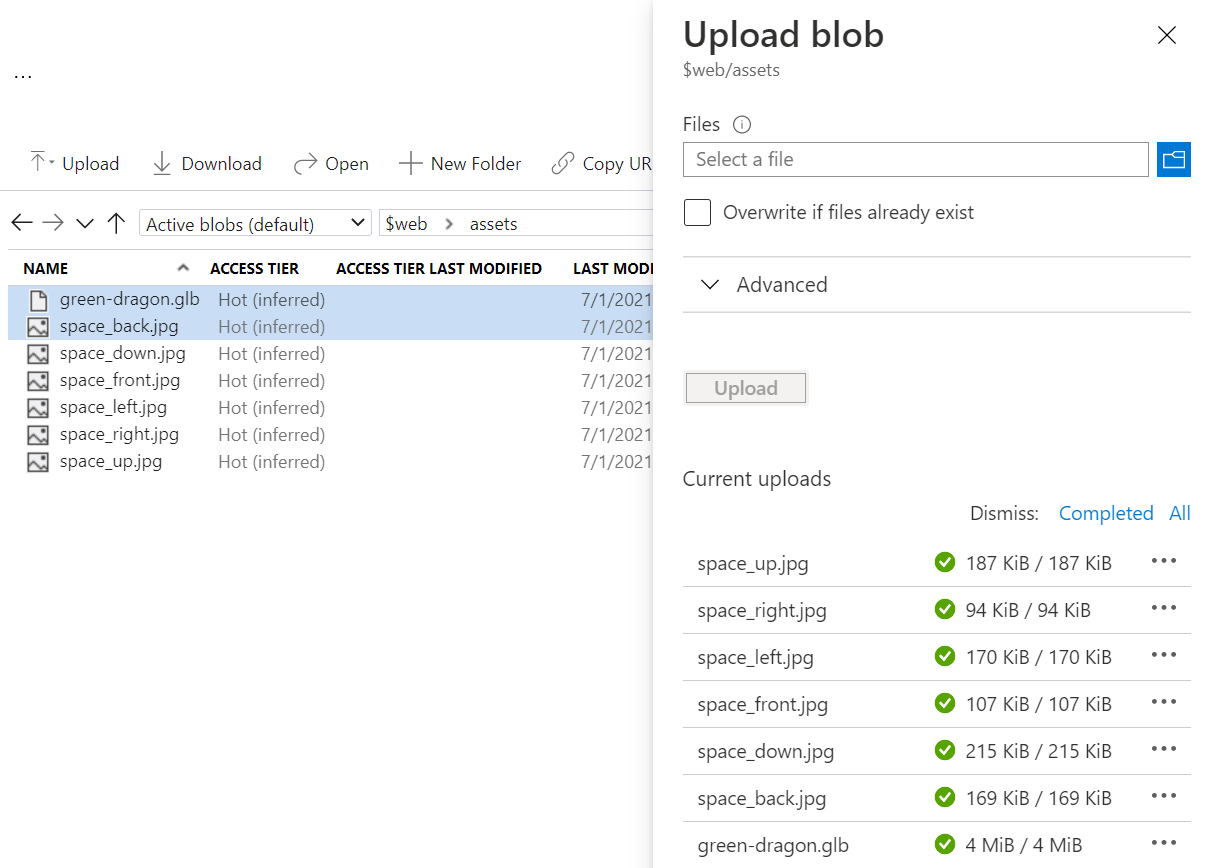 ...
Upload Download Open New Folder Copy UR
Active blobs (default) $web > assets
NAME ACCESS TIER ACCESS TIER LAST MODIFIED LAST MODI
green-dragon.glb Hot (inferred) 7/1/2021
space_back.jpg Hot (inferred) 7/1/2021
space_down.jpg Hot (inferred) 7/1/2021
space_front.jpg Hot (inferred) 7/1/2021
space_left.jpg Hot (inferred) 7/1/2021
space_right.jpg Hot (inferred) 7/1/2021
space_up.jpg Hot (inferred) 7/1/2021
Upload blob
$web/assets
Files
Select a file
Overwrite if files already exist
Advanced
Upload
Current uploads
Dismiss: Completed All
space_up.jpg 187 KiB / 187 KiB
space_right.jpg 94 KiB / 94 KiB
space_left.jpg 170 KiB / 170 KiB
space_front.jpg 107 KiB / 107 KiB
space_down.jpg 215 KiB / 215 KiB
space_back.jpg 169 KiB / 169 KiB
green-dragon.glb 4 MiB / 4 MiB